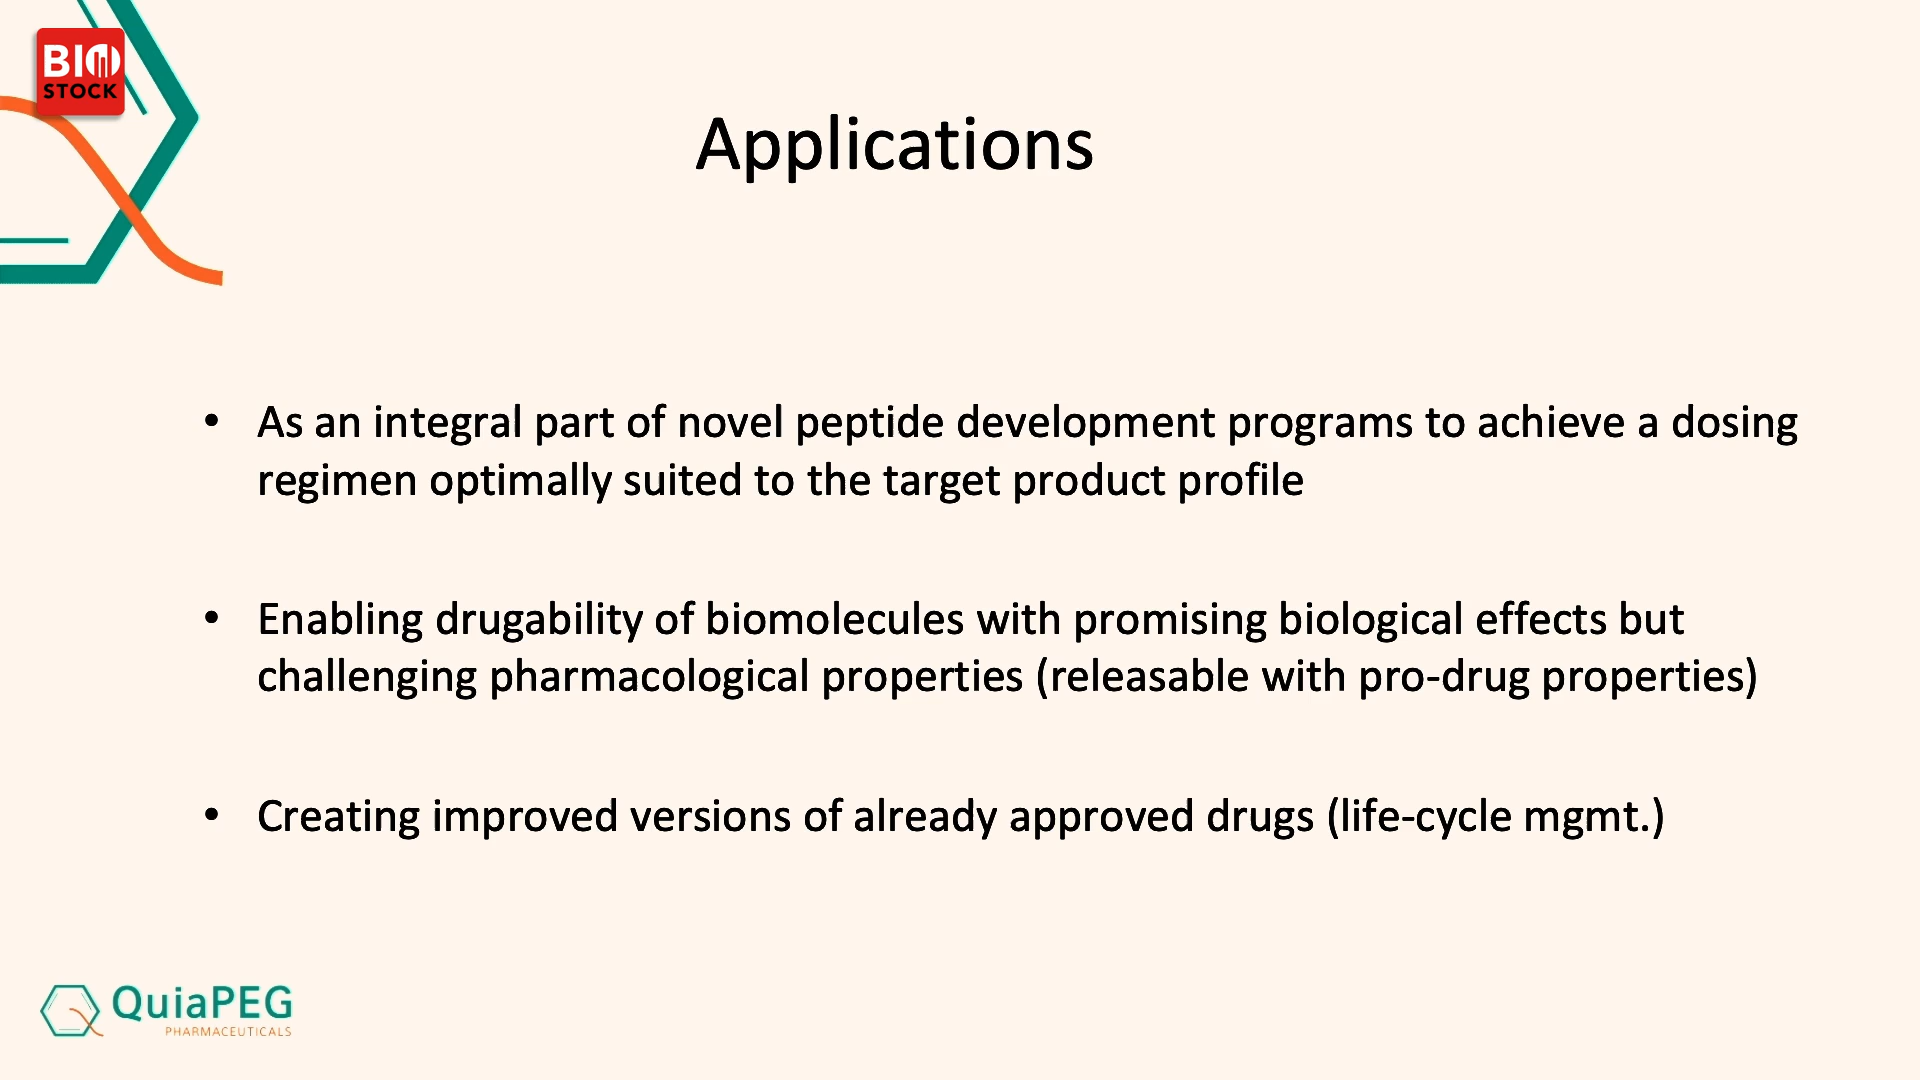 BIO
STOCK
Applications
• As an integral part of novel peptide development programs to achieve a dosing
regimen optimally suited to the target product profile
• Enabling drugability of biomolecules with promising biological effects but
challenging pharmacological properties (releasable with pro-drug properties)
• Creating improved versions of already approved drugs (life-cycle mgmt.)
QuiaPEG
PHARMACEUTICALS